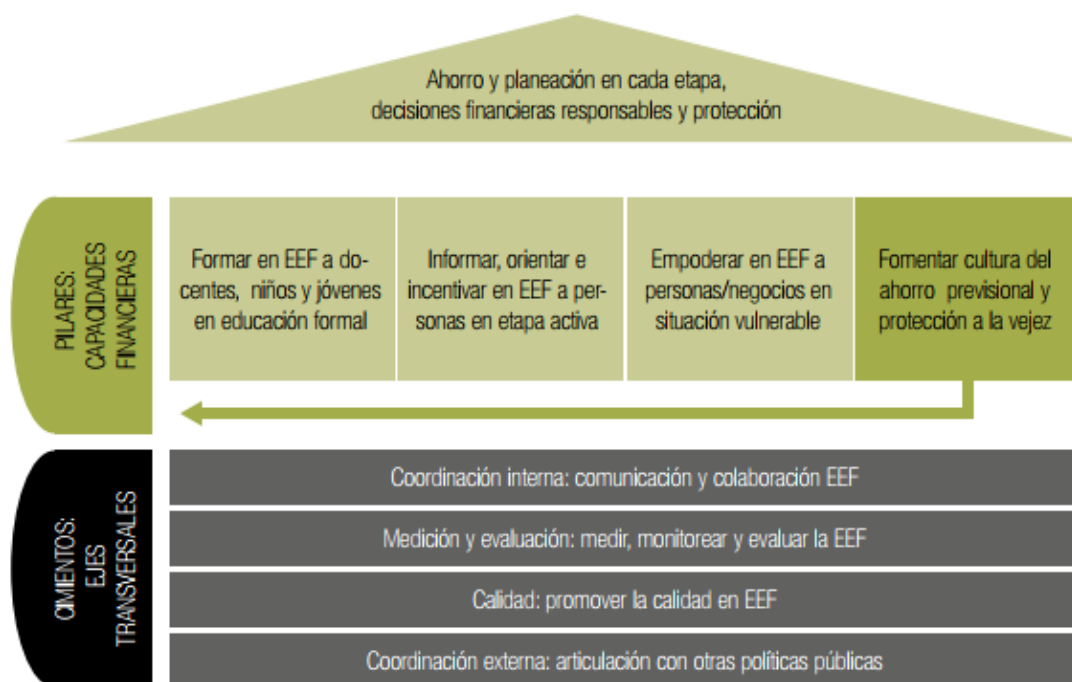 Ahorro y planeación en cada etapa,
decisiones financieras responsables y protección
PILARES:
CAPACIDADES
FINANCIERAS
Formar en EEF a do-
centes, niños y jóvenes
en educación formal
Informar, orientar e
incentivar en EEF a per-
sonas en etapa activa
Empoderar en EEF a
personas/negocios en
situación vulnerable
Fomentar cultura del
ahorro previsional y
protección a la vejez
CIMIENTOS:
EJES
TRANSVERSALES
Coordinación interna: comunicación y colaboración EEF
Medición y evaluación: medir, monitorear y evaluar la EEF
Calidad: promover la calidad en EEF
Coordinación externa: articulación con otras políticas públicas